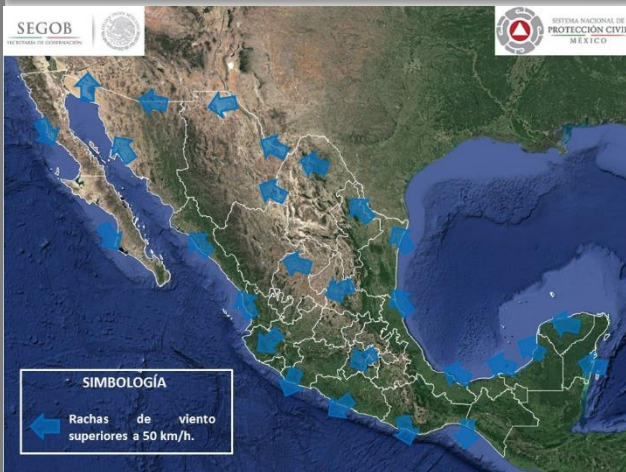 SEGOB
SECRETARÍA DE GOBERNACIÓN
SISTEMA NACIONAL DE
PROTECCIÓN CIVIL
MÉXICO
SIMBOLOGÍA
Rachas de viento
superiores a 50 km/h.